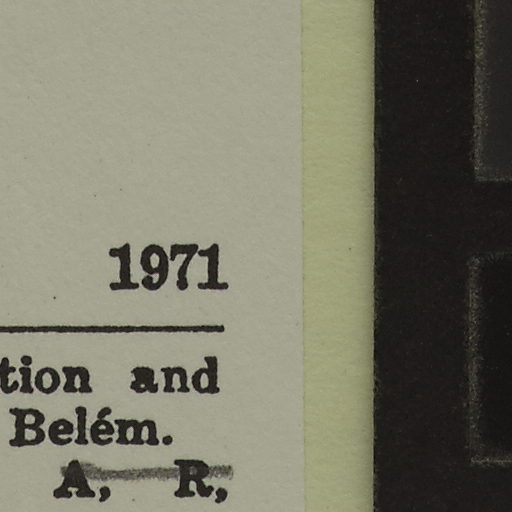 1971
tion and
Belém.
A, R,